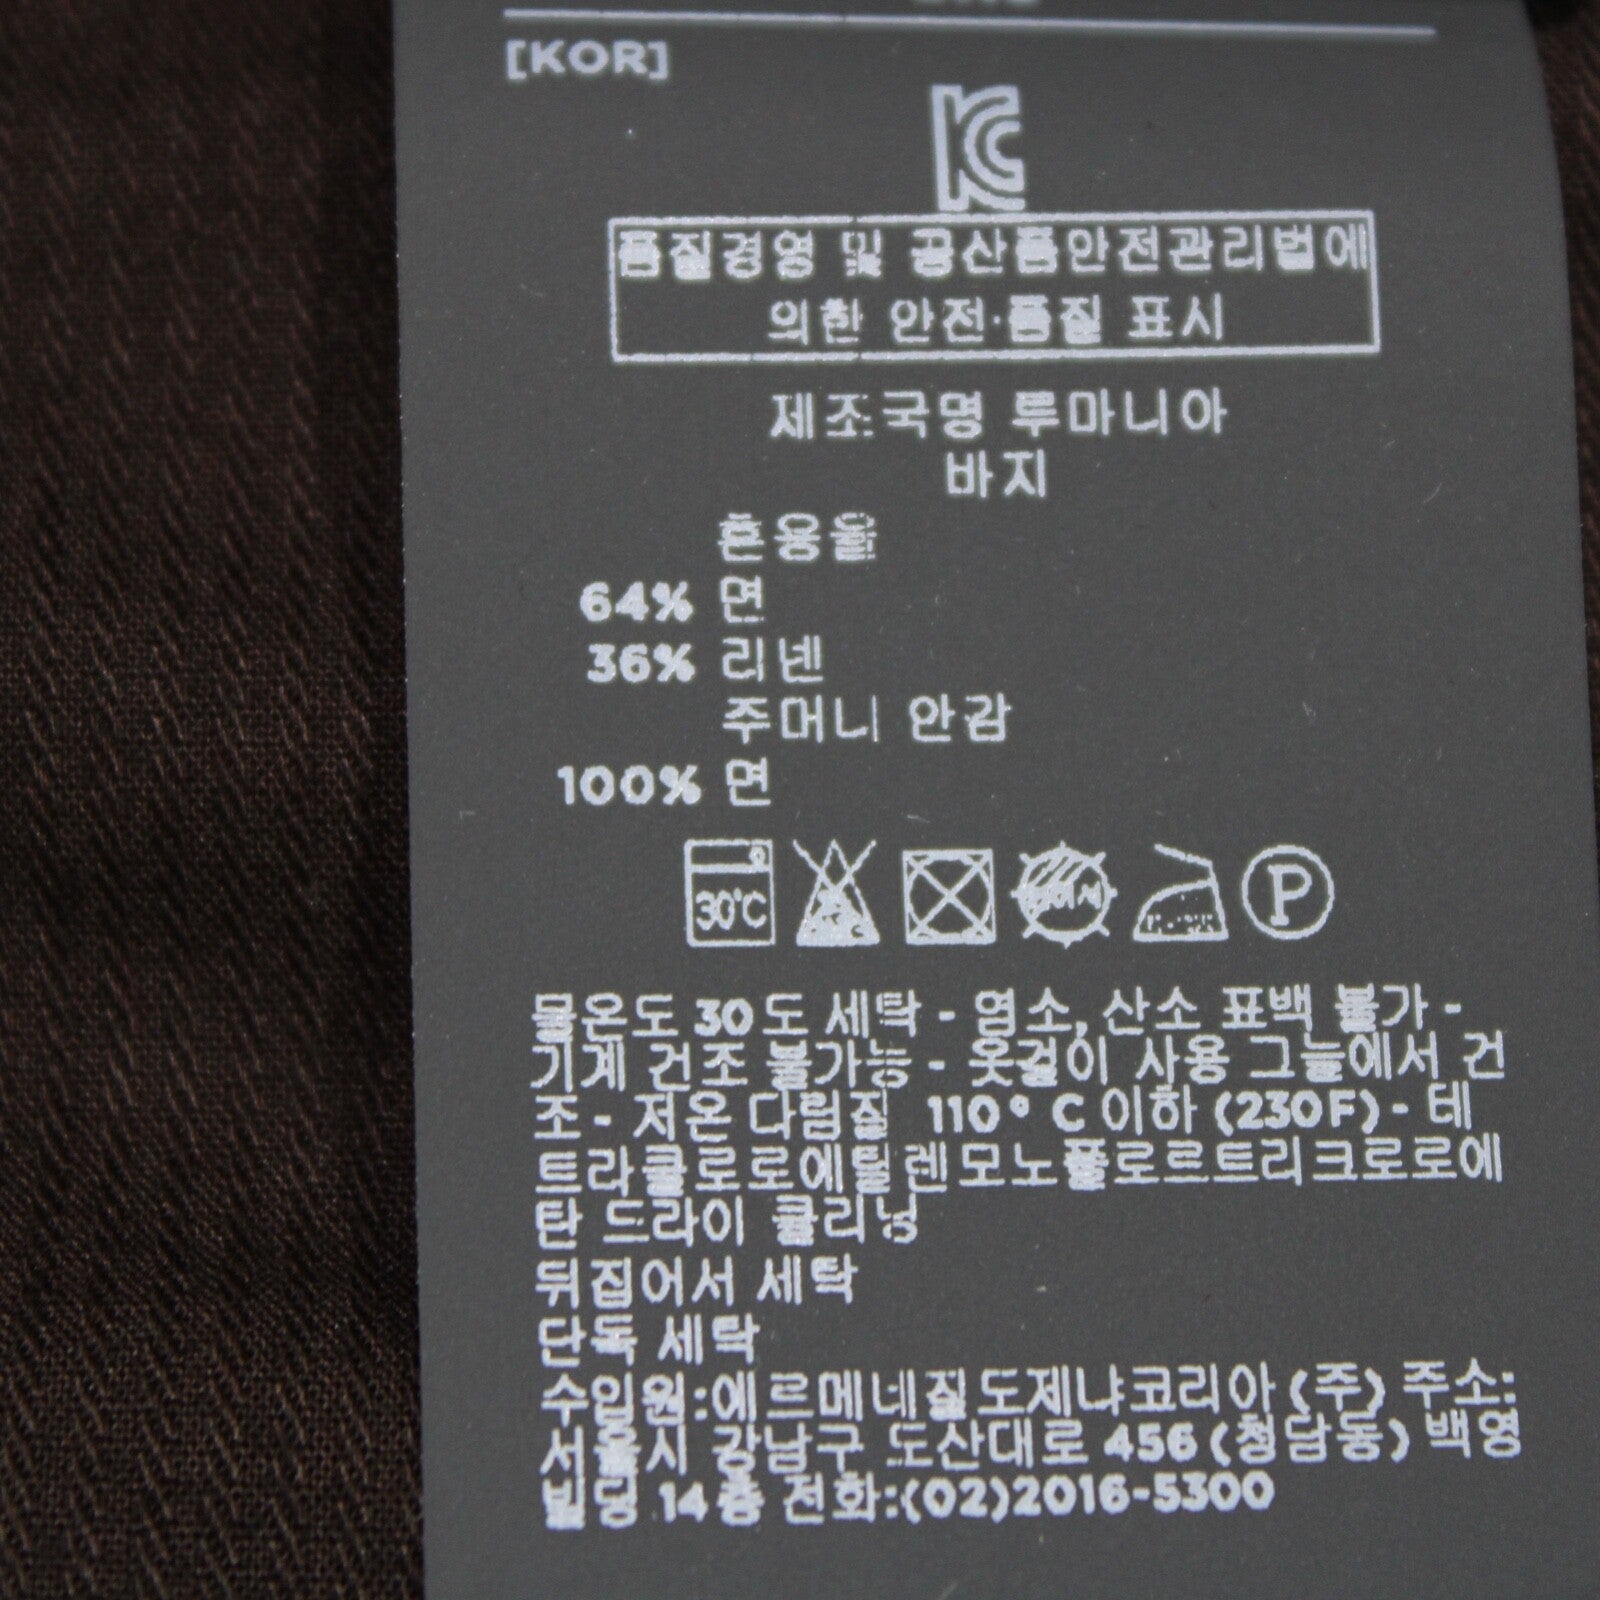 [KOR]
KC
품질경영 및 공산품안전관리법에
의한 안전·품질 표시
제조국명 루마니아
바지
혼용율
64% 면
36% 리넨
주머니 안감
100% 면
30℃
P
물온도 30도 세탁 - 염소, 산소 표백 불가 -
기계 건조 불가능 - 옷걸이 사용 그늘에서 건
조 - 저온 다림질 110° C 이하 (230F) - 테
트라클로로에틸렌 모노플로르트리크로로에
탄 드라이 클리닝
뒤집어서 세탁
단독 세탁
수입원:에르메네질도제냐코리아 (주) 주소:
서울시 강남구 도산대로 456 (청담동) 백영
빌딩 14층 전화:(02)2016-5300